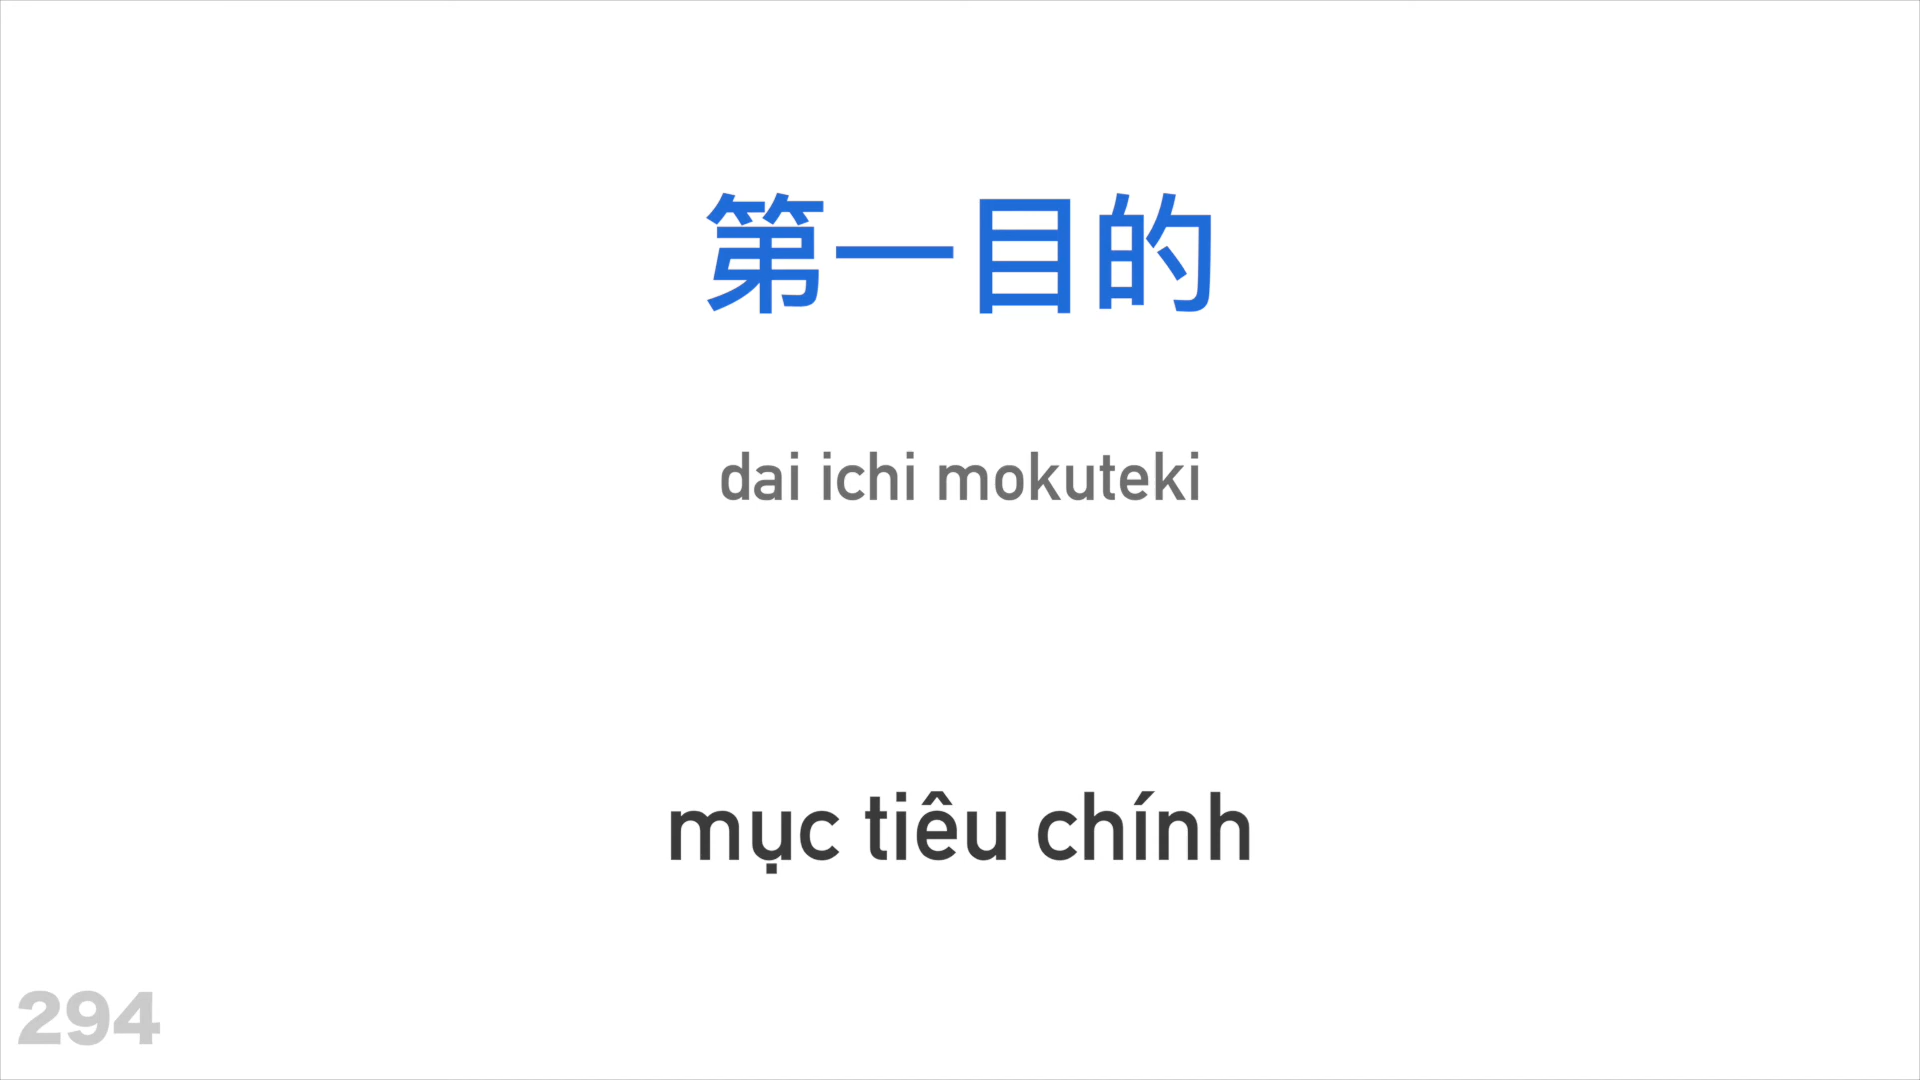 第一目的
dai ichi mokuteki
mục tiêu chính
294